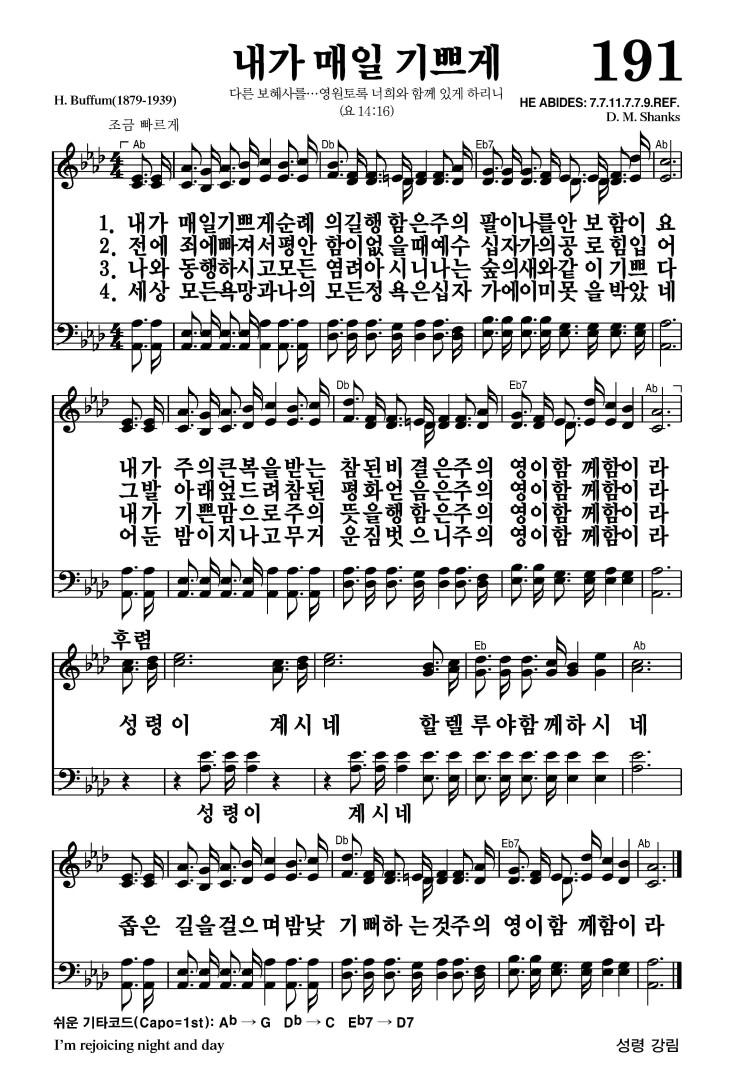 내가 매일 기쁘게
191
다른 보혜사를…영원토록 너희와 함께 있게 하리니
(요 14:16)
H. Buffum(1879-1939)
HE ABIDES: 7.7.11.7.7.9.REF.
D. M. Shanks
조금 빠르게
Ab Db Eb7 Ab
1. 내가 매일기쁘게순례 의길행 함은주의 팔이나를안 보함이 요
2. 전에 죄에빠져서평안 함이없 을때예수 십자가의공 로힘입 어
3. 나와 동행하시고모든 염려아 시니나는 숲의새와같 이기쁘 다
4. 세상 모든욕망과나의 모든정 욕은십자 가에이미못 을박았 네
Db Eb7 Ab
내가 주의큰복을받는 참된비 결은주의 영이함 께함이 라
그발 아래엎드려참된 평화얻 음은주의 영이함 께함이 라
내가 기쁜맘으로주의 뜻을행 함은주의 영이함 께함이 라
어둔 밤이지나고무거 운짐벗 으니주의 영이함 께함이 라
후렴
Eb Ab
성령이 계시네 할렐루야함께하시 네
성령이 계시네
Db Eb7 Ab
좁은 길을걸으며밤낮 기뻐하 는것주의 영이함 께함이 라
쉬운 기타코드(Capo=1st): Ab → G Db → C Eb7 → D7
I'm rejoicing night and day
성령 강림